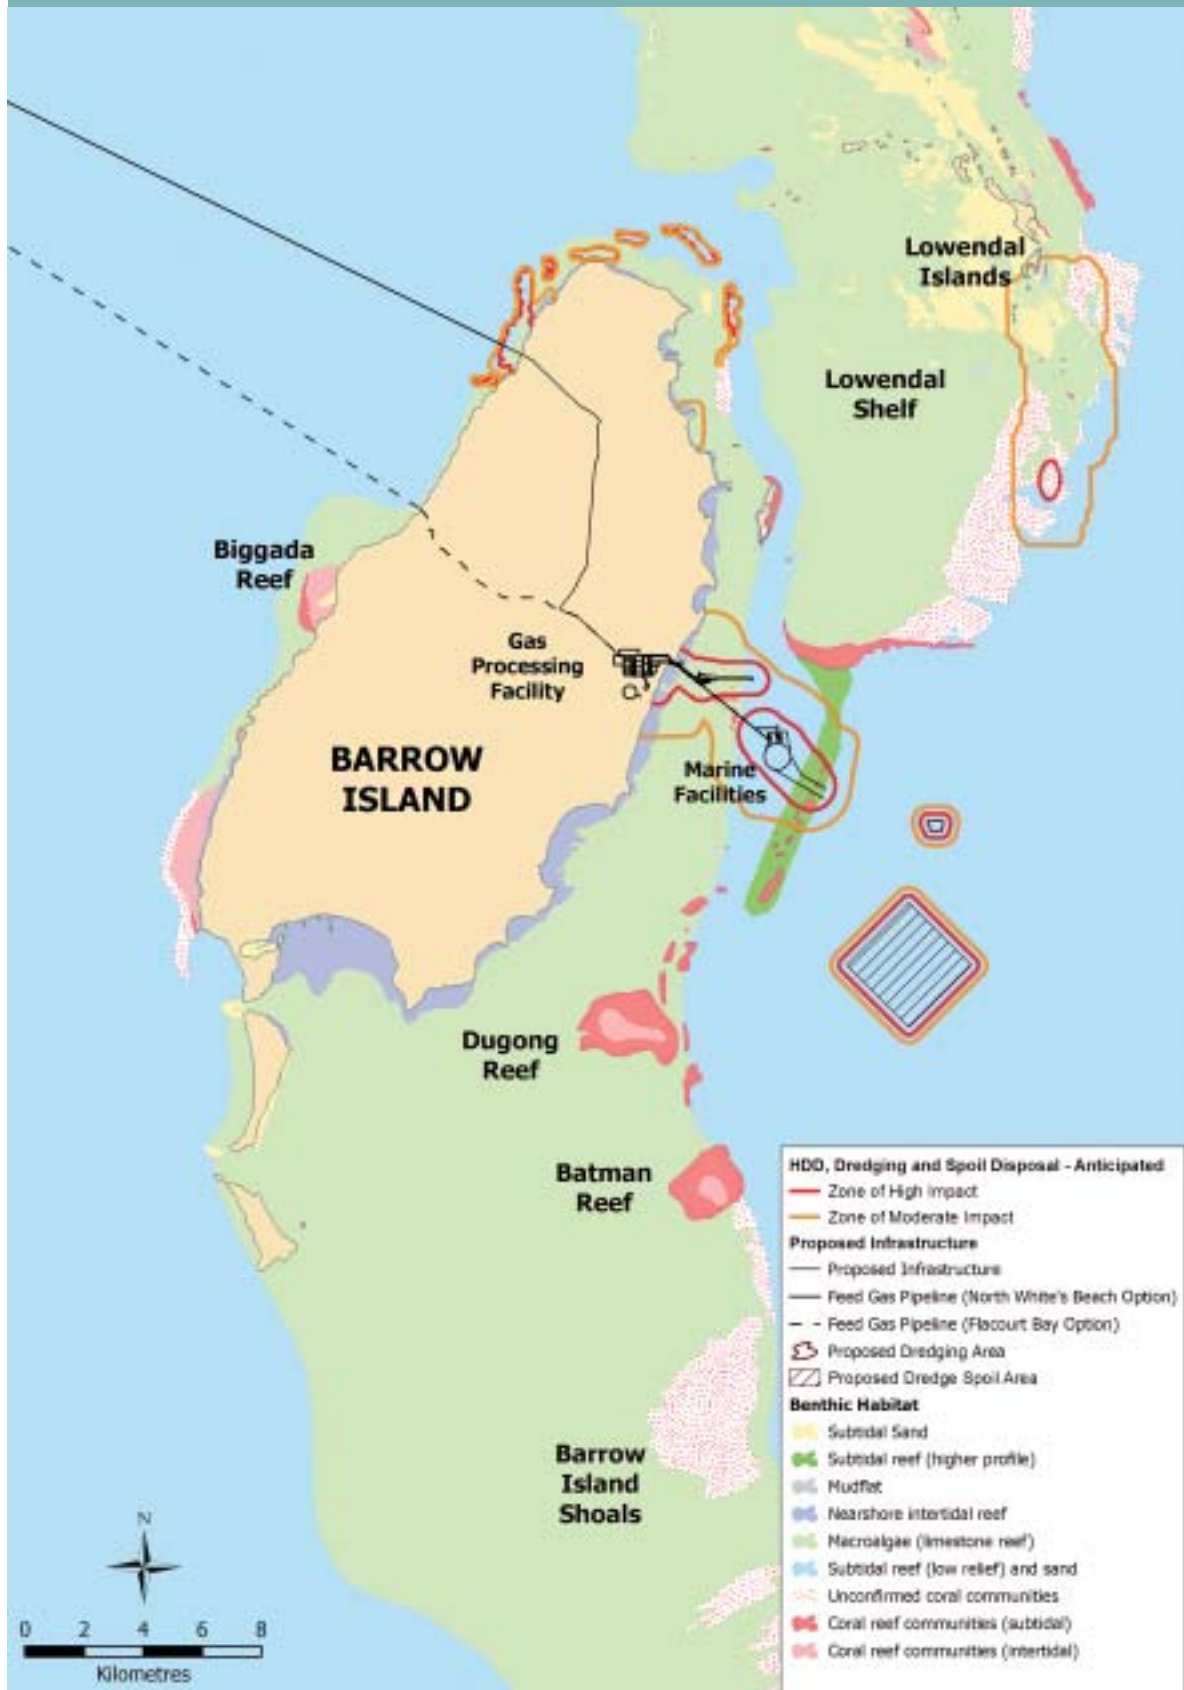 Lowendal
Islands
Lowendal
Shelf
Biggada
Reef
Gas
Processing
Facility
BARROW
ISLAND
Marine
Facilities
Dugong
Reef
Batman
Reef
Barrow
Island
Shoals
N
0 2 4 6 8
Kilometres
HDD, Dredging and Spoil Disposal - Anticipated
Zone of High Impact
Zone of Moderate Impact
Proposed Infrastructure
Proposed Infrastructure
Feed Gas Pipeline (North White's Beach Option)
Feed Gas Pipeline (Flacourt Bay Option)
Proposed Dredging Area
Proposed Dredge Spoil Area
Benthic Habitat
Subtidal Sand
Subtidal reef (higher profile)
Mudflat
Nearshore intertidal reef
Macroalgae (limestone reef)
Subtidal reef (low relief) and sand
Unconfirmed coral communities
Coral reef communities (subtidal)
Coral reef communities (intertidal)